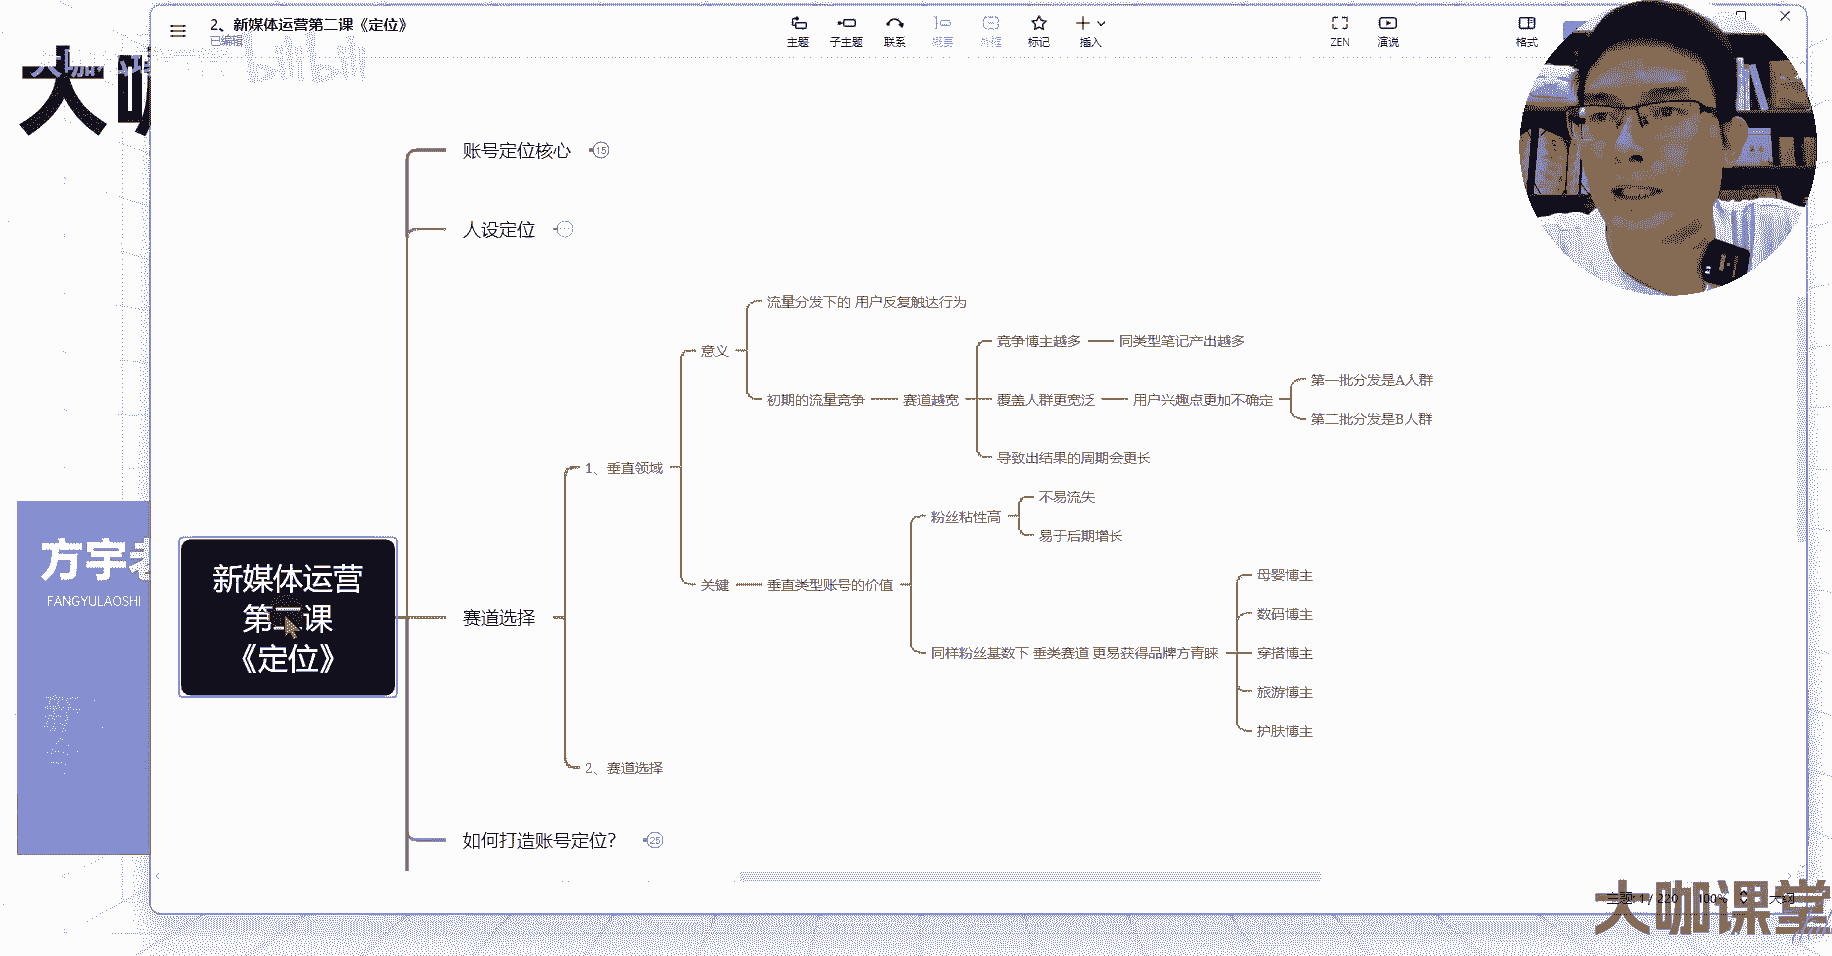 2、新媒体运营第二课《定位》
已编辑
主题
子主题
联系
概要
外框
标记
插入
ZEN
演说
格式
bilibili
大咖
账号定位核心
15
人设定位
流量分发下的 用户反复触达行为
意义
竞争博主越多
同类型笔记产出越多
初期的流量竞争
赛道越宽
覆盖人群更宽泛
用户兴趣点更加不确定
第一批分发是A人群
第二批分发是B人群
导致出结果的周期会更长
1、垂直领域
不易流失
粉丝粘性高
易于后期增长
关键
垂直类型账号的价值
母婴博主
数码博主
同样粉丝基数下 垂类赛道 更易获得品牌方青睐
穿搭博主
旅游博主
护肤博主
新媒体运营
第二课
《定位》
赛道选择
2、赛道选择
如何打造账号定位？
25
方宇老
FANGYULAOSHI
主题: 1 / 220
100%
大纲
大咖课堂